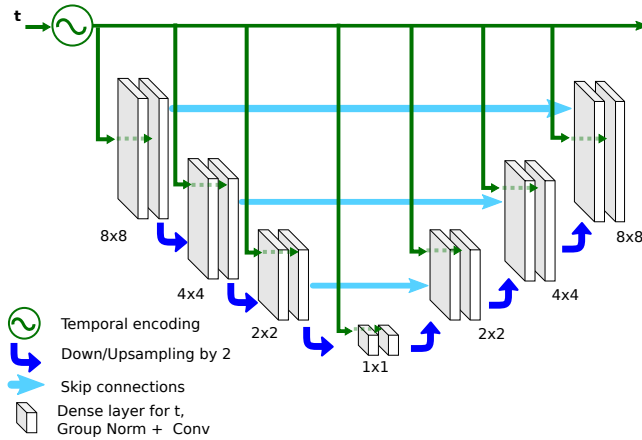 t
8x8
4x4
2x2
1x1
2x2
4x4
8x8
Temporal encoding
Down/Upsampling by 2
Skip connections
Dense layer for t,
Group Norm + Conv